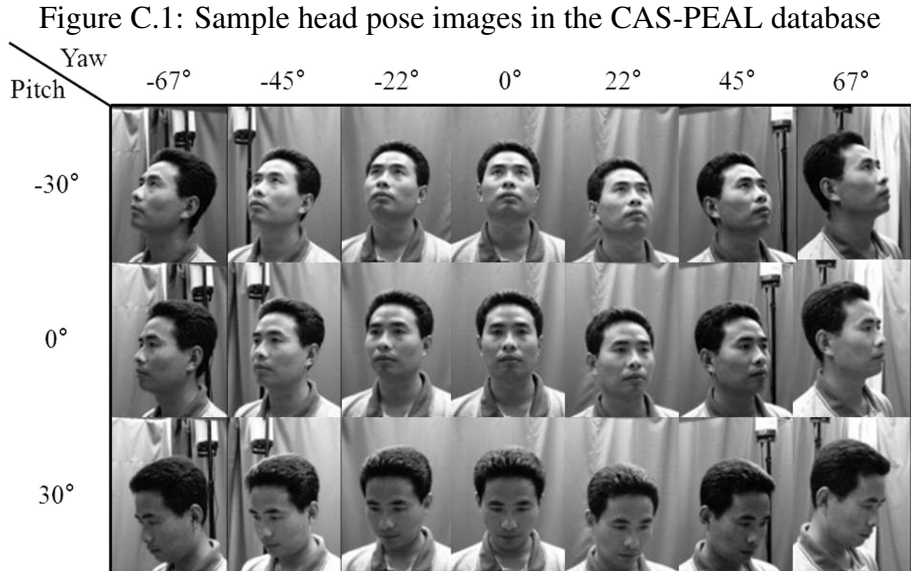 Figure C.1: Sample head pose images in the CAS-PEAL database
Yaw
Pitch
-67° -45° -22° 0° 22° 45° 67°
-30°
0°
30°